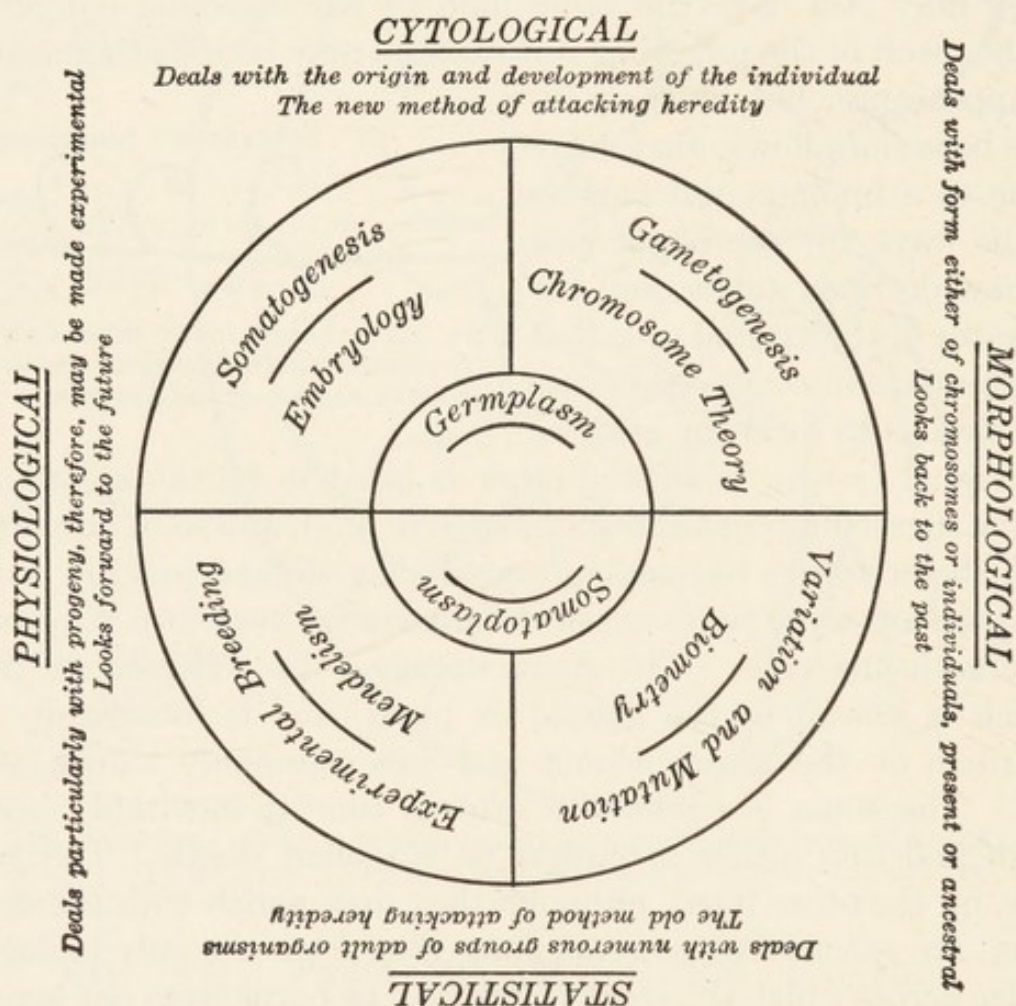 CYTOLOGICAL
Deals with the origin and development of the individual
The new method of attacking heredity
PHYSIOLOGICAL
Deals particularly with progeny, therefore, may be made experimental
Looks forward to the future
MORPHOLOGICAL
Deals with form either of chromosomes or individuals, present or ancestral
Looks back to the past
Somatogenesis
Embryology
Gametogenesis
Chromosome Theory
Germplasm
Somatoplasm
Experimental Breeding
Mendelism
Variation and Mutation
Biometry
STATISTICAL
Deals with numerous groups of adult organisms
The old method of attacking heredity